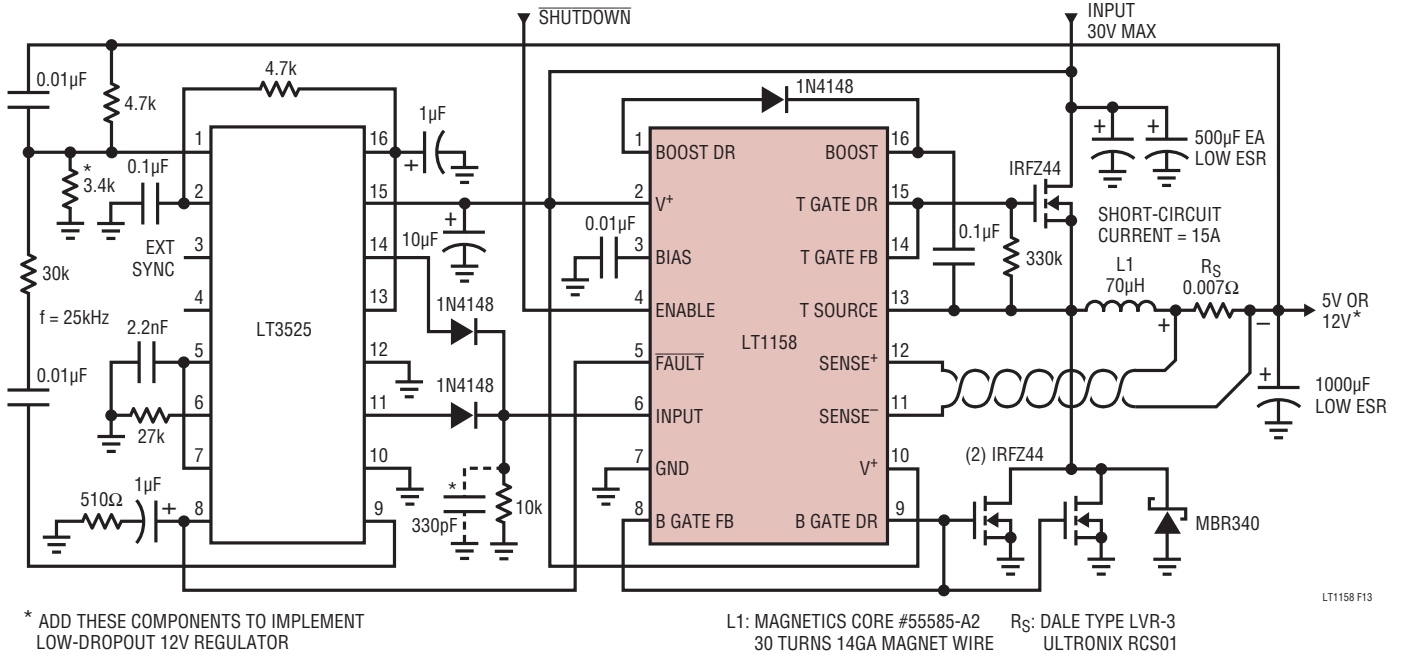 SHUTDOWN
INPUT
30V MAX
0.01µF
4.7k
4.7k
1µF
+
1N4148
+
+
500µF EA
LOW ESR
1
16
1
BOOST DR
BOOST
16
*
3.4k
0.1µF
2
15
2
V+
T GATE DR
15
IRFZ44
SHORT-CIRCUIT
CURRENT = 15A
EXT
SYNC
3
14
+
10µF
0.01µF
3
BIAS
T GATE FB
14
0.1µF
330k
30k
L1
70µH
RS
0.007Ω
4
13
1N4148
4
ENABLE
T SOURCE
13
+
–
5V OR
12V*
f = 25kHz
LT3525
LT1158
2.2nF
5
12
5
FAULT
SENSE+
12
0.01µF
1N4148
+
1000µF
LOW ESR
6
11
6
INPUT
SENSE–
11
27k
7
10
7
GND
V+
10
(2) IRFZ44
510Ω
1µF
+
8
9
*
330pF
10k
8
B GATE FB
B GATE DR
9
MBR340
LT1158 F13
* ADD THESE COMPONENTS TO IMPLEMENT
LOW-DROPOUT 12V REGULATOR
L1: MAGNETICS CORE #55585-A2
30 TURNS 14GA MAGNET WIRE
RS: DALE TYPE LVR-3
ULTRONIX RCS01